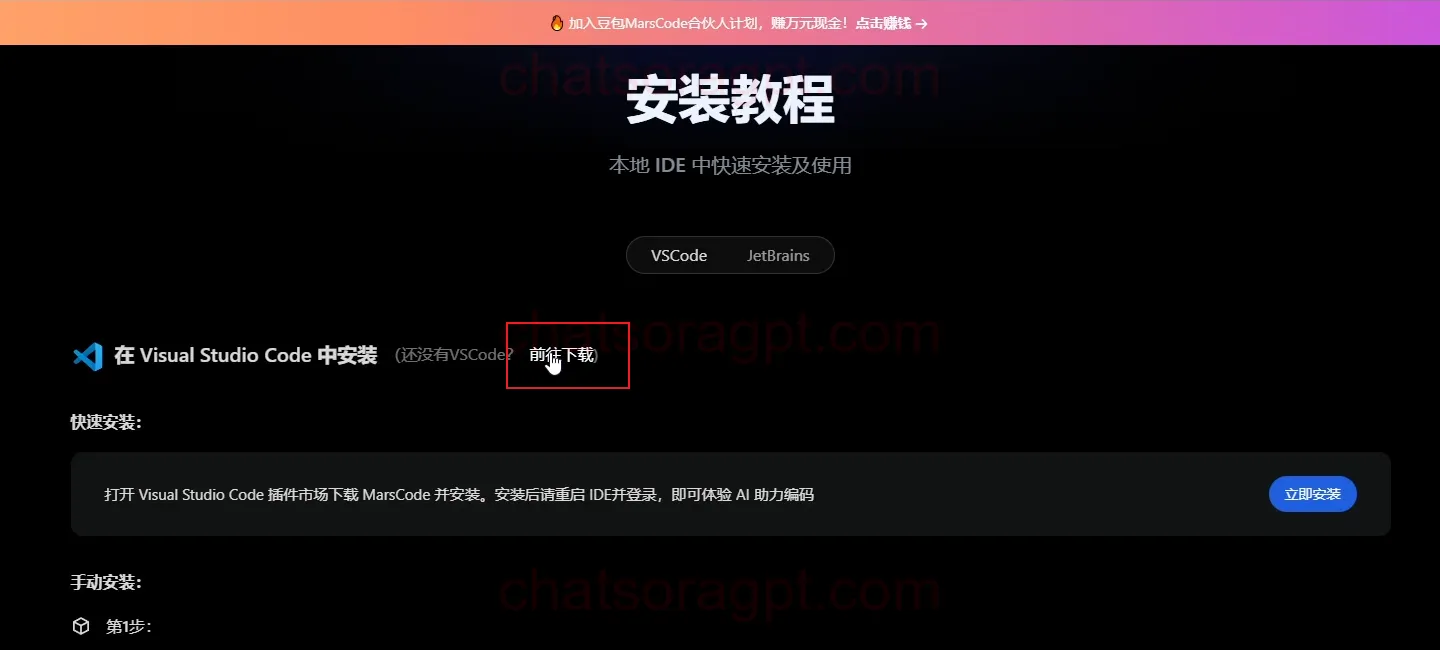 加入豆包MarsCode合伙人计划，赚万元现金！点击赚钱 →
chatsoragpt.com
安装教程
本地 IDE 中快速安装及使用
VSCode JetBrains
chatsoragpt.com
在 Visual Studio Code 中安装 (还没有VSCode? 前往下载)
快速安装：
打开 Visual Studio Code 插件市场下载 MarsCode 并安装。安装后请重启 IDE并登录，即可体验 AI 助力编码 立即安装
手动安装：
chatsoragpt.com
第1步：